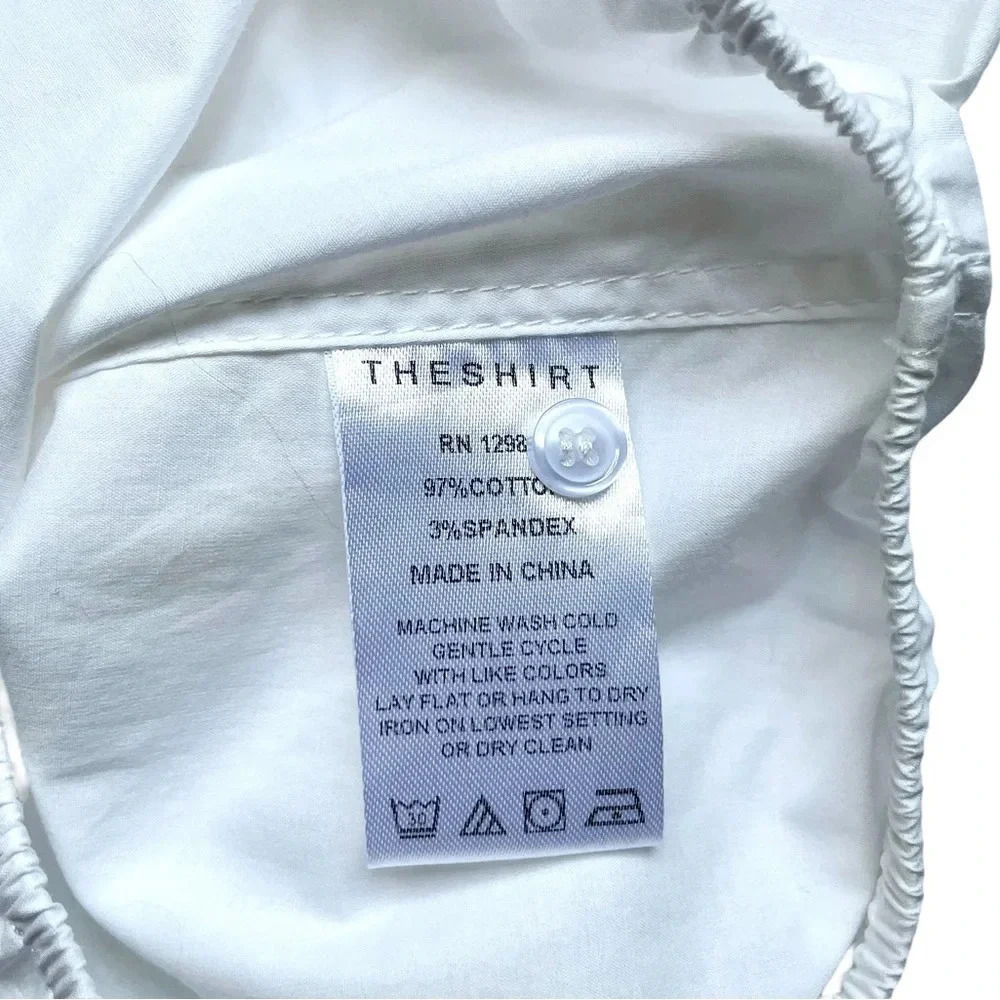 THESHIRT
RN 1298
97%COTTO
3%SPANDEX
MADE IN CHINA
MACHINE WASH COLD
GENTLE CYCLE
WITH LIKE COLORS
LAY FLAT OR HANG TO DRY
IRON ON LOWEST SETTING
OR DRY CLEAN
30